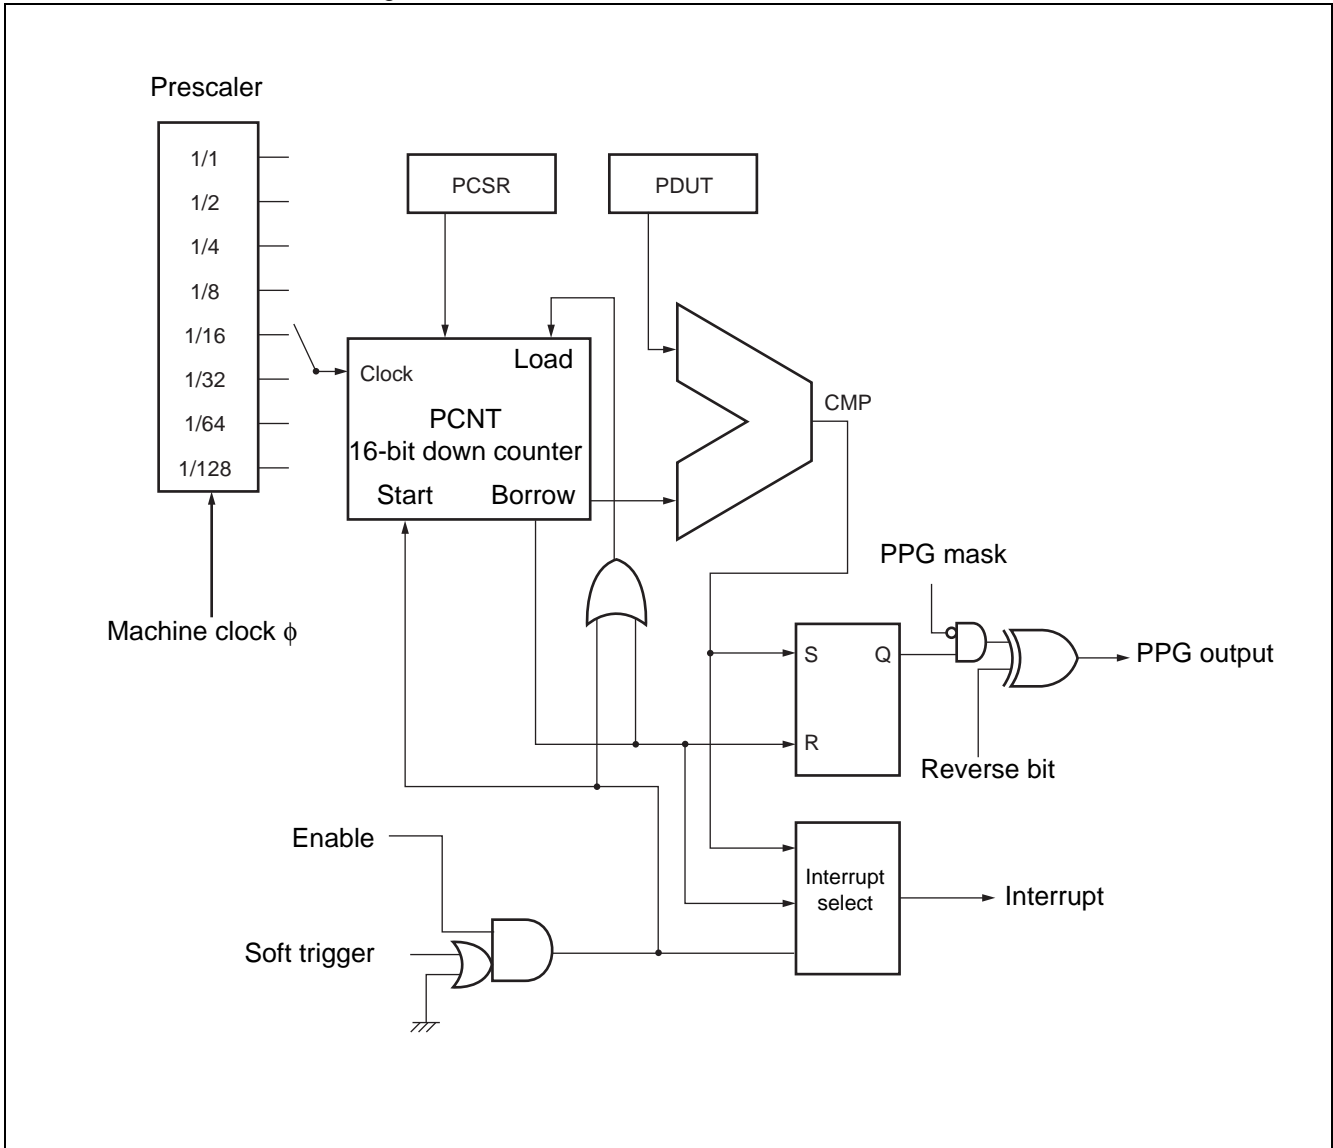 Prescaler
1/1
1/2
1/4
1/8
1/16
1/32
1/64
1/128
Machine clock ϕ
PCSR
PDUT
Load
Clock
PCNT
16-bit down counter
Start
Borrow
CMP
PPG mask
S
Q
R
PPG output
Reverse bit
Enable
Soft trigger
Interrupt
select
Interrupt